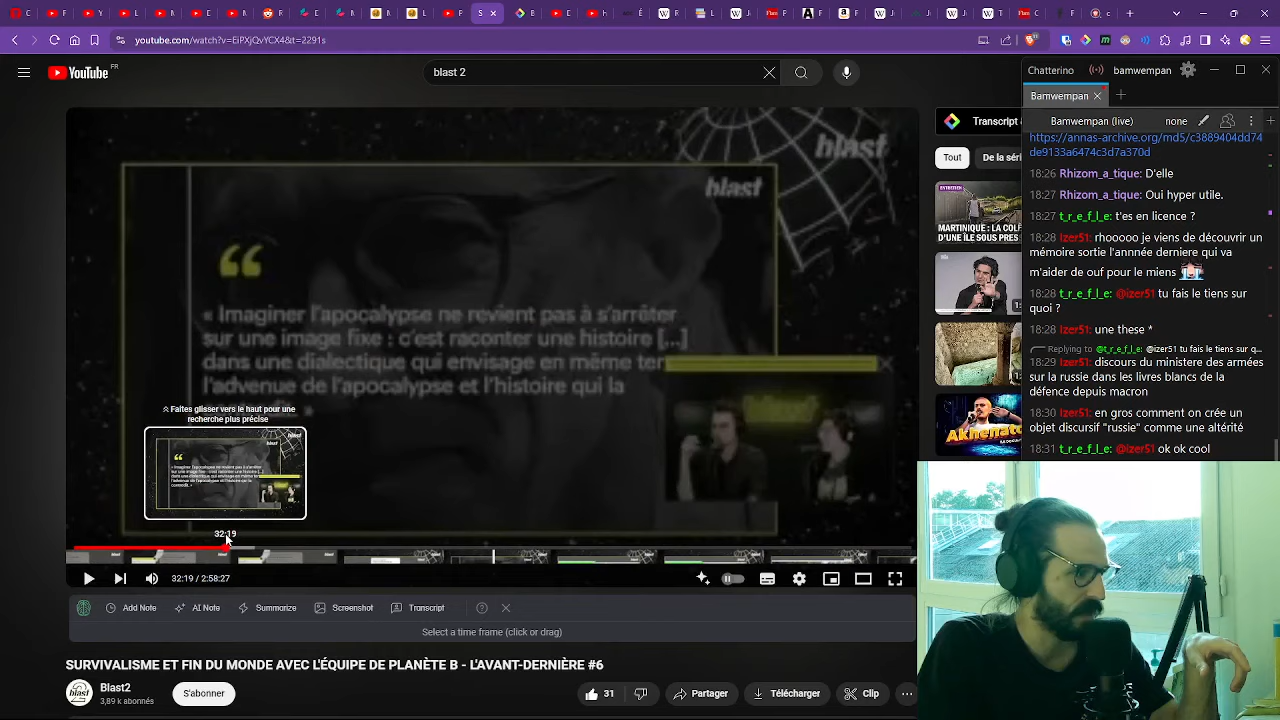 youtube.com/watch?v=EiPXjQvYCX4&t=2291s
YouTube FR
blast 2
Chatterino
bamwempan
Bamwempan
Bamwempan (live)
none
https://annas-archive.org/md5/c3889404dd74
de9133a6474c3d7a370d
18:26 Rhizom_a_tique: D'elle
18:27 Rhizom_a_tique: Oui hyper utile.
18:27 t_r_e_f_l_e: t'es en licence ?
18:28 Izer51: rhooooo je viens de découvrir un
mémoire sortie l'année derniere qui va
m'aider de ouf pour le miens
18:28 t_r_e_f_l_e: @izer51 tu fais le tiens sur
quoi ?
18:28 Izer51: une these *
Replying to @t_r_e_f_l_e: @izer51 tu fais le tiens sur q...
18:29 Izer51: discours du ministere des armées
sur la russie dans les livres blancs de la
défence depuis macron
18:30 Izer51: en gros comment on crée un
objet discursif "russie" comme une altérité
18:31 t_r_e_f_l_e: @izer51 ok ok cool
blast
blast
« Imaginer l'apocalypse ne revient pas à s'arrêter
sur une image fixe : c'est raconter une histoire [...]
dans une dialectique qui envisage en même
l'advenue de l'apocalypse et l'histoire qui la
Faites glisser vers le haut pour une
recherche plus précise
32:19
32:19 / 2:58:27
Transcript
Tout
De la séri
ENTRETIEN
MARTINIQUE : LA
D'UNE ÎLE SOUS
AKHENATO
Add Note
AI Note
Summarize
Screenshot
Transcript
Select a time frame (click or drag)
SURVIVALISME ET FIN DU MONDE AVEC L'ÉQUIPE DE PLANÈTE B - L'AVANT-DERNIÈRE #6
blast
Blast2
3,89 k abonnés
S'abonner
31
Partager
Télécharger
Clip